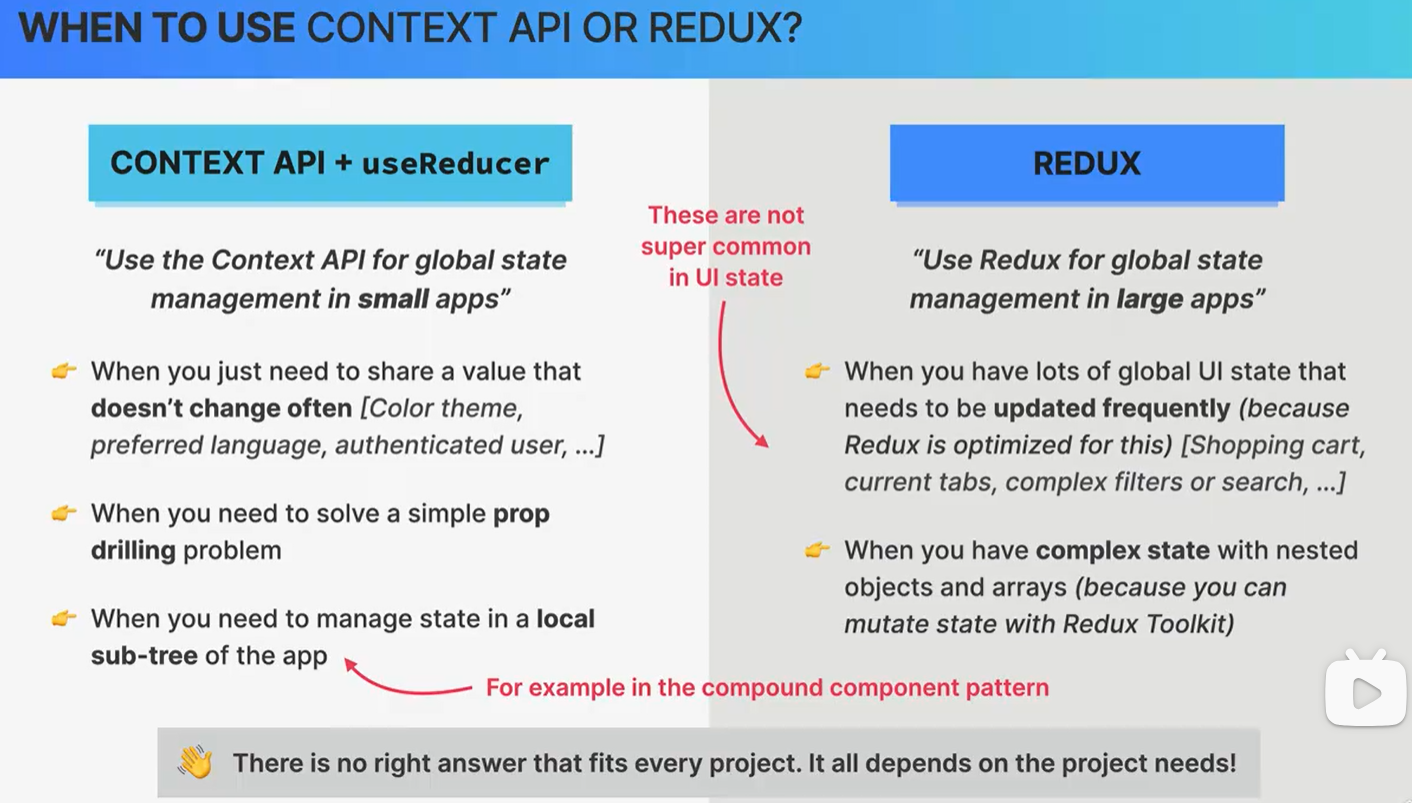 WHEN TO USE CONTEXT API OR REDUX?
CONTEXT API + useReducer
“Use the Context API for global state
management in small apps”
👉 When you just need to share a value that
doesn’t change often [Color theme,
preferred language, authenticated user, ...]
👉 When you need to solve a simple prop
drilling problem
👉 When you need to manage state in a local
sub-tree of the app
For example in the compound component pattern
These are not
super common
in UI state
REDUX
“Use Redux for global state
management in large apps”
👉 When you have lots of global UI state that
needs to be updated frequently (because
Redux is optimized for this) [Shopping cart,
current tabs, complex filters or search, ...]
👉 When you have complex state with nested
objects and arrays (because you can
mutate state with Redux Toolkit)
👋 There is no right answer that fits every project. It all depends on the project needs!